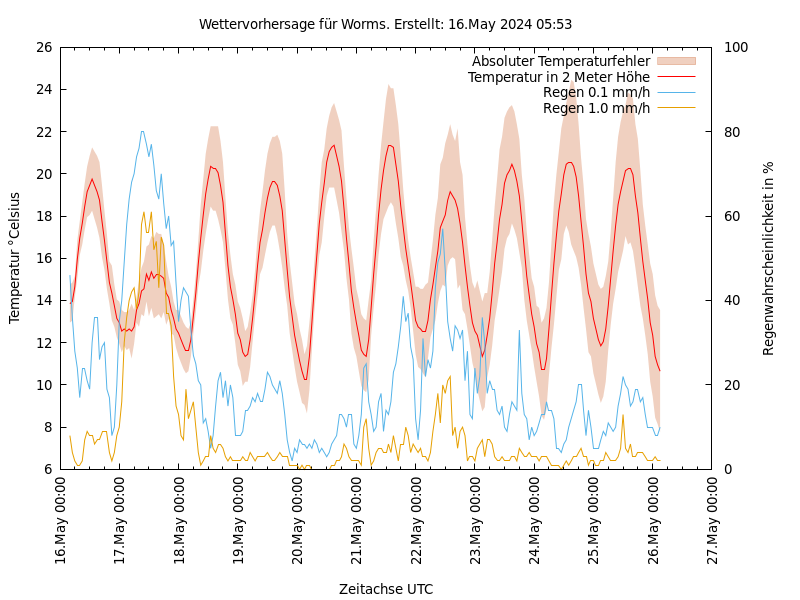 Wettervorhersage für Worms. Erstellt: 16.May 2024 05:53
Absoluter Temperaturfehler
Temperatur in 2 Meter Höhe
Regen 0.1 mm/h
Regen 1.0 mm/h
26
24
22
20
18
16
14
12
10
8
6
100
80
60
40
20
0
Temperatur °Celsius
Regenwahrscheinlichkeit in %
16.May 00:00
17.May 00:00
18.May 00:00
19.May 00:00
20.May 00:00
21.May 00:00
22.May 00:00
23.May 00:00
24.May 00:00
25.May 00:00
26.May 00:00
27.May 00:00
Zeitachse UTC